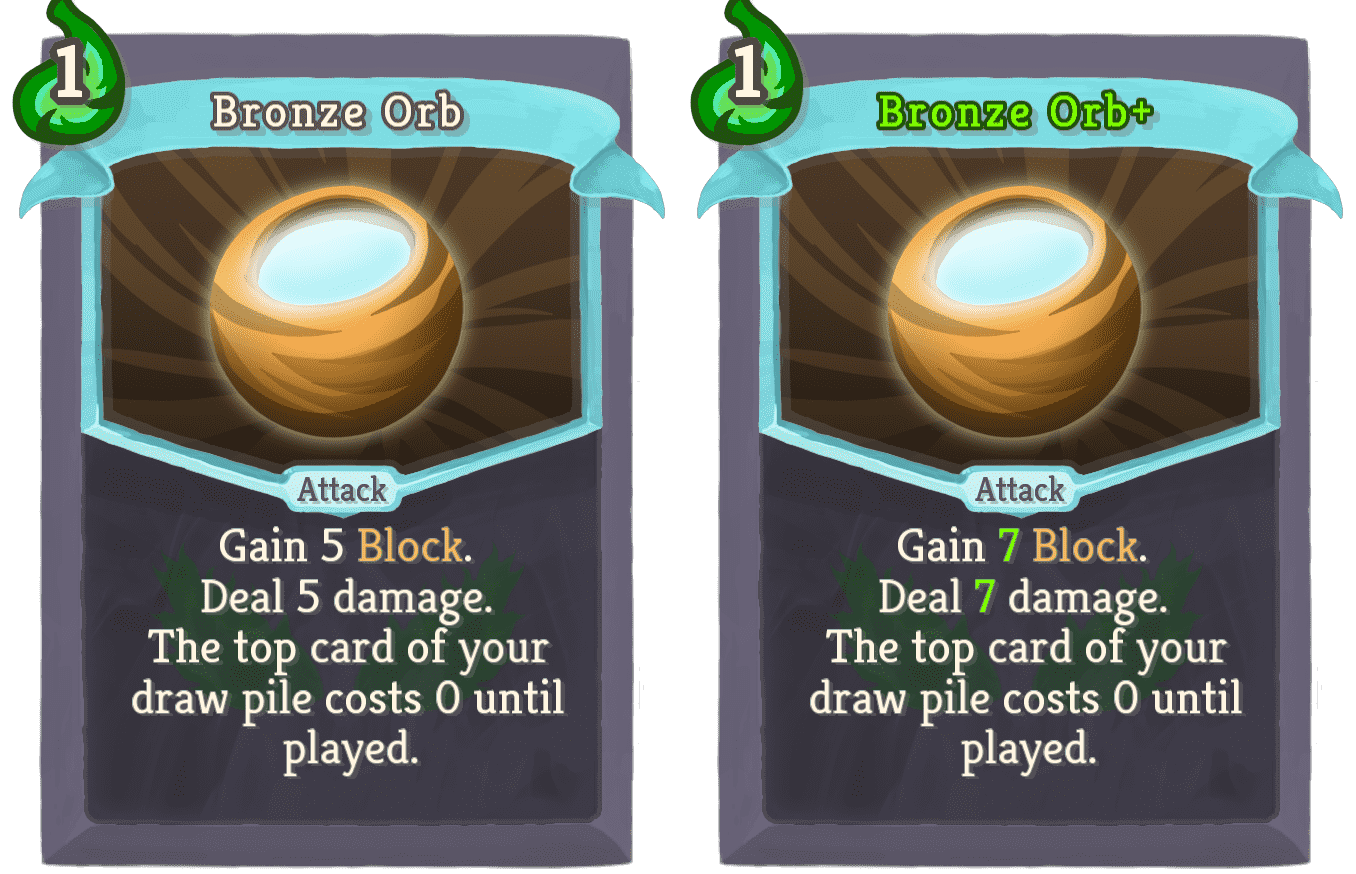 1
Bronze Orb
Attack
Gain 5 Block.
Deal 5 damage.
The top card of your
draw pile costs 0 until
played.
1
Bronze Orb+
Attack
Gain 7 Block.
Deal 7 damage.
The top card of your
draw pile costs 0 until
played.